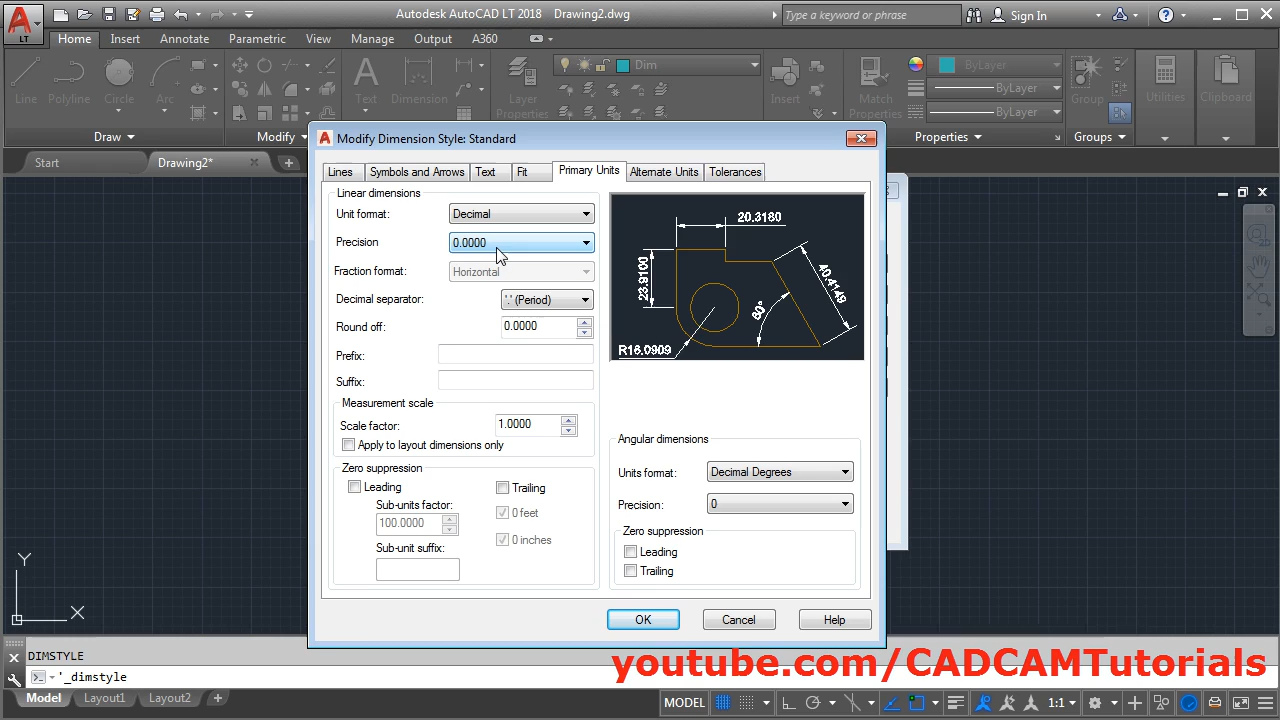 Autodesk AutoCAD LT 2018 Drawing2.dwg
Type a keyword or phrase
Sign In
LT
Home Insert Annotate Parametric View Manage Output A360
Line Polyline Circle Arc Text Dimension Layer Properties Dim Insert Match Properties ByLayer Group Utilities Clipboard
ByLayer
ByLayer
Draw Modify Properties Groups
Start Drawing2*
Modify Dimension Style: Standard
Lines Symbols and Arrows Text Fit Primary Units Alternate Units Tolerances
Linear dimensions
Unit format: Decimal
Precision 0.0000
Fraction format: Horizontal
Decimal separator: '.' (Period)
Round off: 0.0000
Prefix:
Suffix:
Measurement scale
Scale factor: 1.0000
Apply to layout dimensions only
Zero suppression
Leading
Trailing
Sub-units factor:
100.0000
0 feet
0 inches
Sub-unit suffix:
20.3180
23.9100
40.4149
60°
R16.0909
Angular dimensions
Units format: Decimal Degrees
Precision: 0
Zero suppression
Leading
Trailing
OK Cancel Help
Y
X
DIMSTYLE
'_dimstyle
youtube.com/CADCAMTutorials
Model Layout1 Layout2
MODEL 1:1